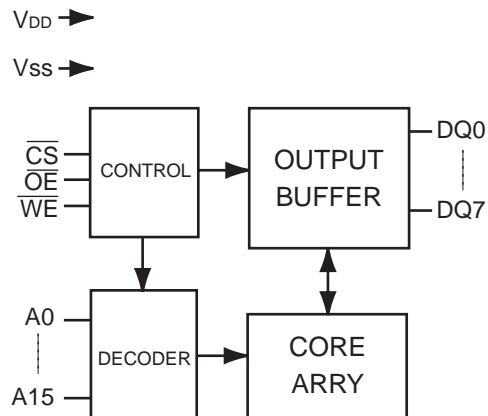 VDD
VSS
CS
OE
WE
CONTROL
OUTPUT
BUFFER
DQ0
DQ7
A0
A15
DECODER
CORE
ARRY